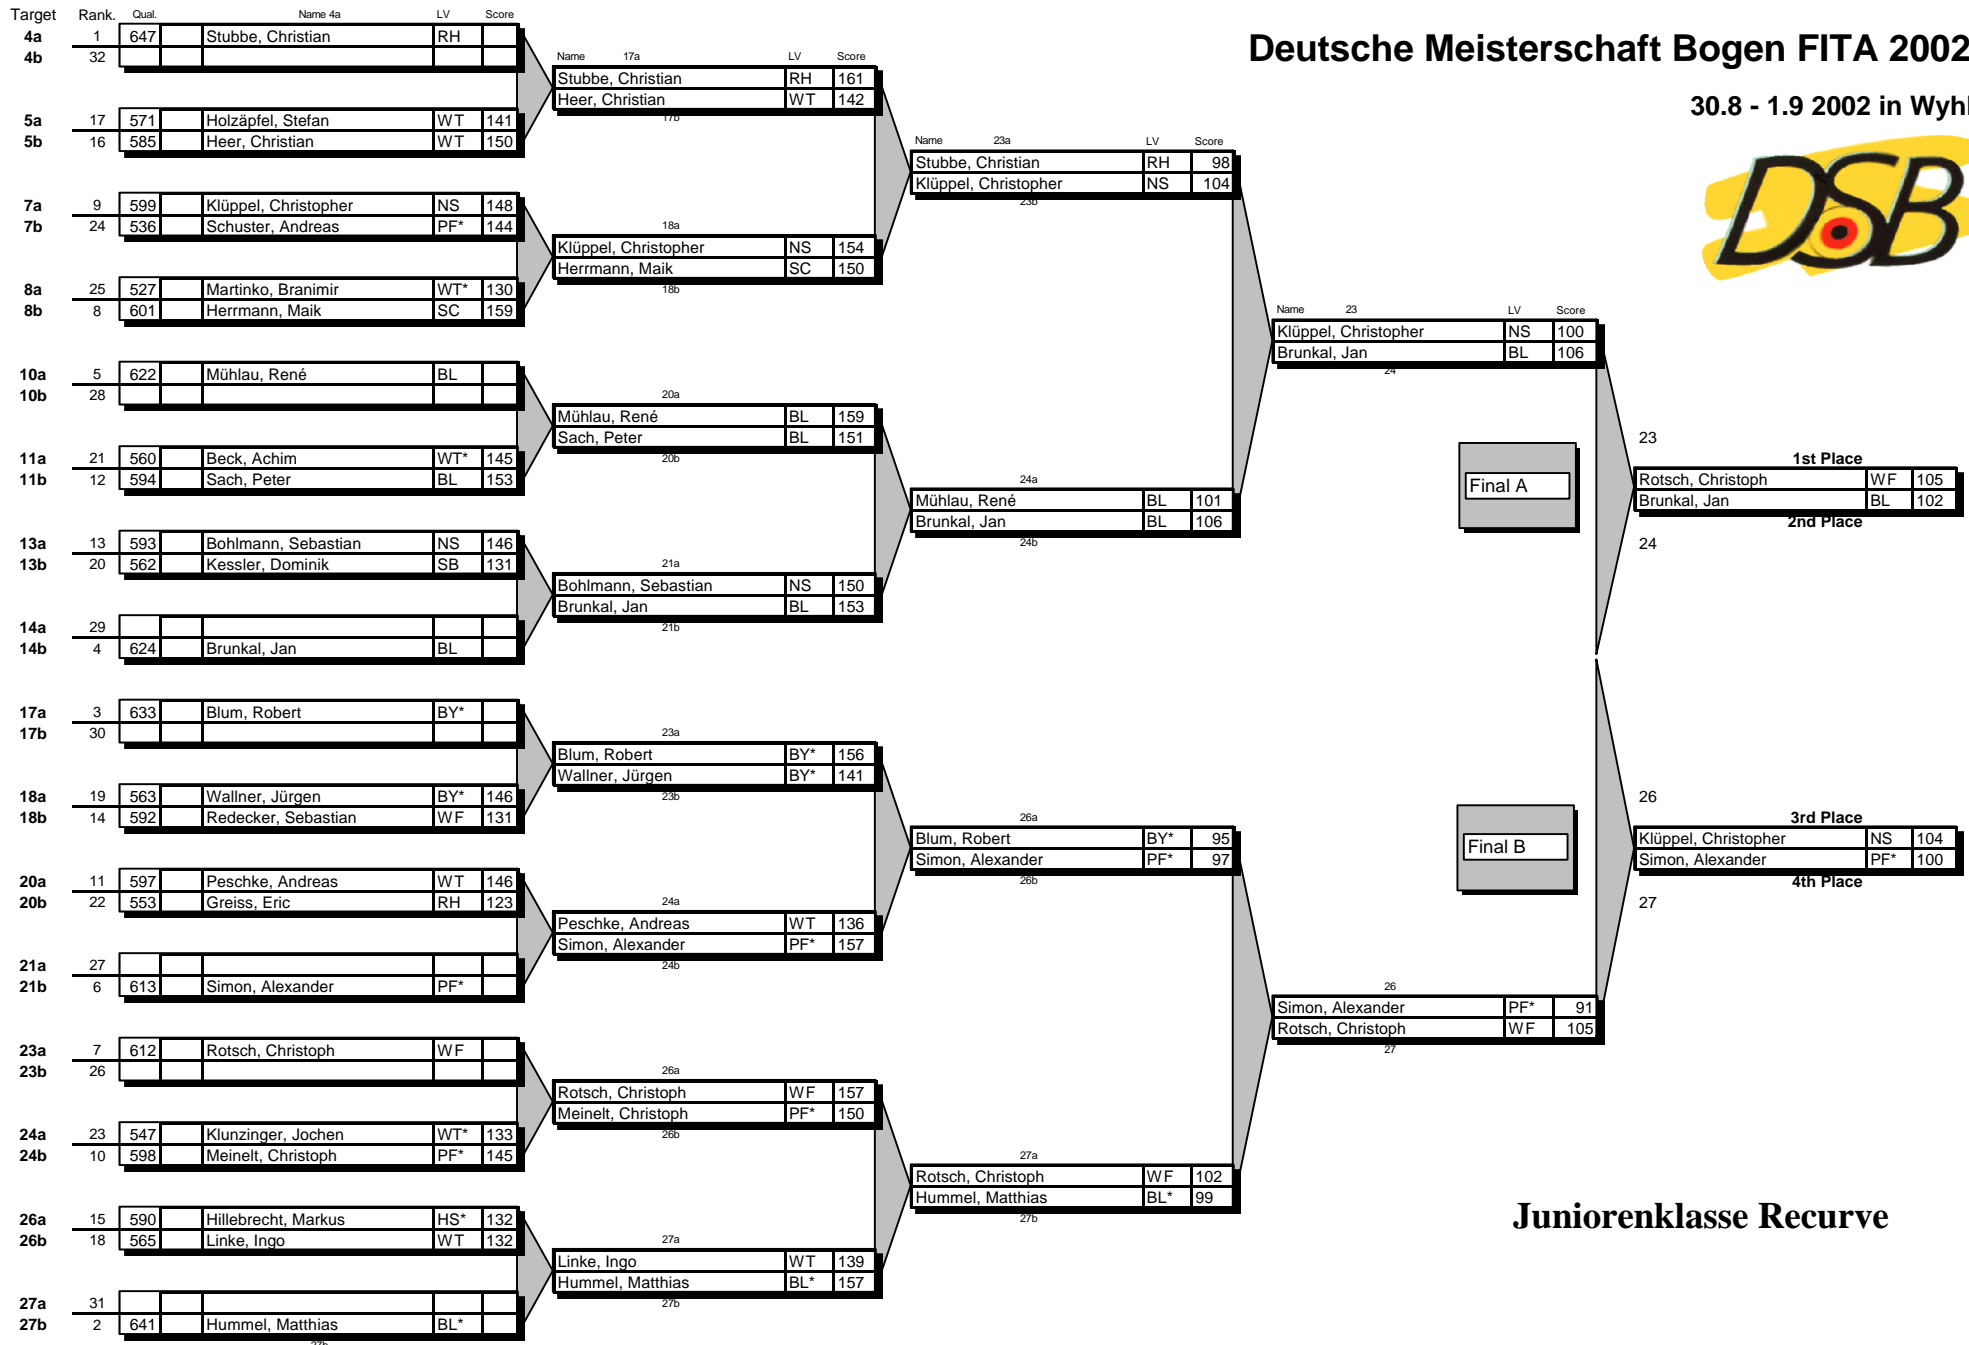 Deutsche Meisterschaft Bogen FITA 2002
30.8 - 1.9 2002 in Wyhl
DSB
Target Rank. Qual. Name 4a LV Score
4a 1 647 Stubbe, Christian RH
4b 32
5a 17 571 Holzäpfel, Stefan WT 141
5b 16 585 Heer, Christian WT 150
7a 9 599 Klüppel, Christopher NS 148
7b 24 536 Schuster, Andreas PF* 144
8a 25 527 Martinko, Branimir WT* 130
8b 8 601 Herrmann, Maik SC 159
10a 5 622 Mühlau, René BL
10b 28
11a 21 560 Beck, Achim WT* 145
11b 12 594 Sach, Peter BL 153
13a 13 593 Bohlmann, Sebastian NS 146
13b 20 562 Kessler, Dominik SB 131
14a 29
14b 4 624 Brunkal, Jan BL
17a 3 633 Blum, Robert BY*
17b 30
18a 19 563 Wallner, Jürgen BY* 146
18b 14 592 Redecker, Sebastian WF 131
20a 11 597 Peschke, Andreas WT 146
20b 22 553 Greiss, Eric RH 123
21a 27
21b 6 613 Simon, Alexander PF*
23a 7 612 Rotsch, Christoph WF
23b 26
24a 23 547 Klunzinger, Jochen WT* 133
24b 10 598 Meinelt, Christoph PF* 145
26a 15 590 Hillebrecht, Markus HS* 132
26b 18 565 Linke, Ingo WT 132
27a 31
27b 2 641 Hummel, Matthias BL*
27b
Name 17a LV Score
Stubbe, Christian RH 161
Heer, Christian WT 142
17b
18a
Klüppel, Christopher NS 154
Herrmann, Maik SC 150
18b
20a
Mühlau, René BL 159
Sach, Peter BL 151
20b
21a
Bohlmann, Sebastian NS 150
Brunkal, Jan BL 153
21b
23a
Blum, Robert BY* 156
Wallner, Jürgen BY* 141
23b
24a
Peschke, Andreas WT 136
Simon, Alexander PF* 157
24b
26a
Rotsch, Christoph WF 157
Meinelt, Christoph PF* 150
26b
27a
Linke, Ingo WT 139
Hummel, Matthias BL* 157
27b
Name 23a LV Score
Stubbe, Christian RH 98
Klüppel, Christopher NS 104
23b
24a
Mühlau, René BL 101
Brunkal, Jan BL 106
24b
26a
Blum, Robert BY* 95
Simon, Alexander PF* 97
26b
27a
Rotsch, Christoph WF 102
Hummel, Matthias BL* 99
27b
Name 23 LV Score
Klüppel, Christopher NS 100
Brunkal, Jan BL 106
24
26
Simon, Alexander PF* 91
Rotsch, Christoph WF 105
27
Final A
23
1st Place
Rotsch, Christoph WF 105
Brunkal, Jan BL 102
2nd Place
24
Final B
26
3rd Place
Klüppel, Christopher NS 104
Simon, Alexander PF* 100
4th Place
27
Juniorenklasse Recurve